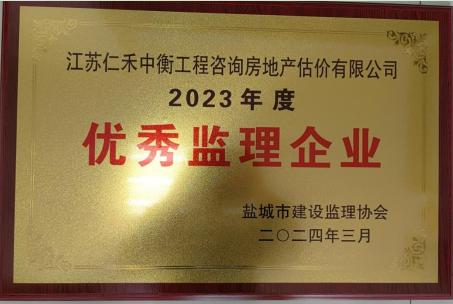 江苏仁禾中衡工程咨询房地产估价有限公司
2023年度
优秀监理企业
盐城市建设监理协会
二〇二四年三月